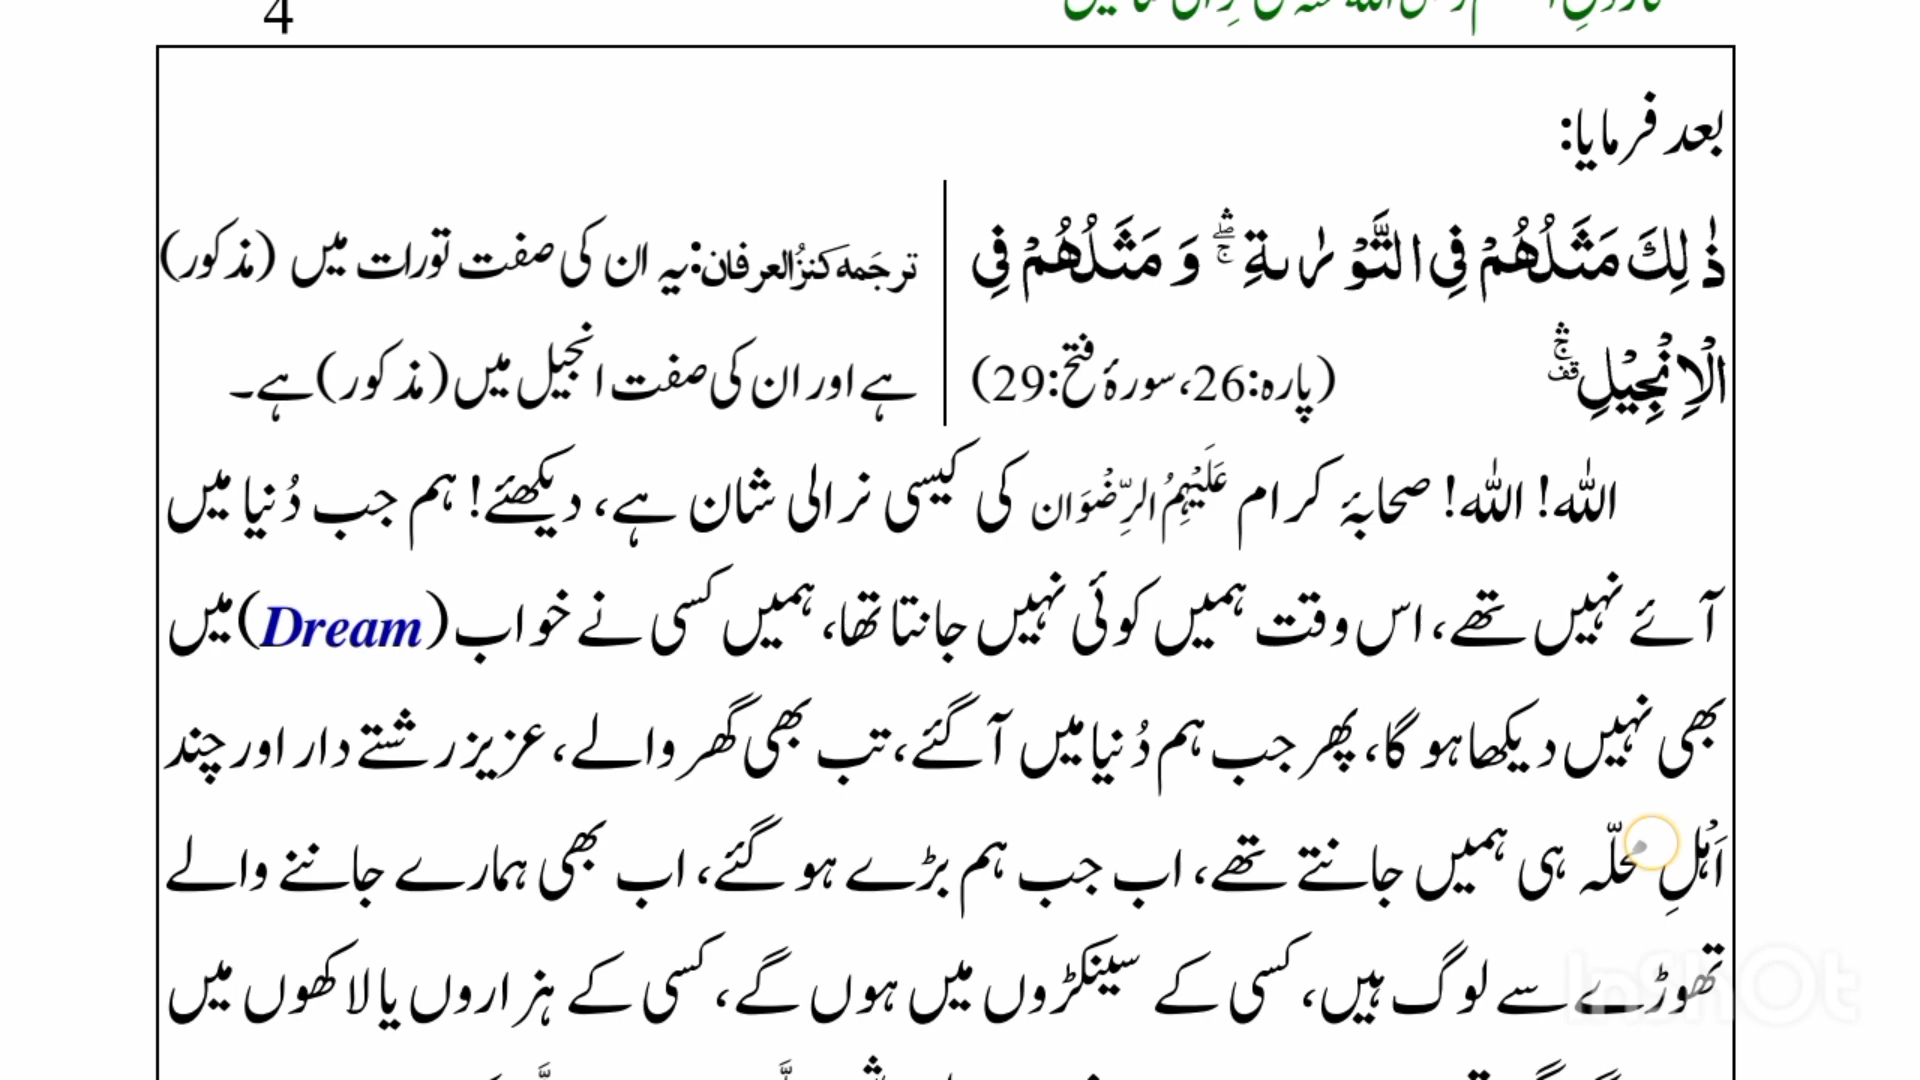 4
بعد فرمایا:
ذٰلِكَ مَثَلُهُمْ فِی التَّوْرٰىةِ ۛۖۚ وَ مَثَلُهُمْ فِی
الْاِنْجِیْلِ ۛۚ۫ (پارہ:26، سورۂ فتح:29)
ترجَمہ کنزُالعرفان: یہ ان کی صفت تورات میں (مذکور)
ہے اور ان کی صفت انجیل میں (مذکور) ہے۔
اللہ! اللہ! صحابۂ کرام عَلَیْہِمُ الرِّضْوَان کی کیسی نرالی شان ہے، دیکھئے! ہم جب دُنیا میں
آئے نہیں تھے، اس وقت ہمیں کوئی نہیں جانتا تھا، ہمیں کسی نے خواب (Dream) میں
بھی نہیں دیکھا ہو گا، پھر جب ہم دُنیا میں آ گئے، تب بھی گھر والے، عزیز رشتے دار اور چند
اَہْلِ محلّہ ہی ہمیں جانتے تھے، اب جب ہم بڑے ہو گئے، اب بھی ہمارے جاننے والے
تھوڑے سے لوگ ہیں، کسی کے سینکڑوں میں ہوں گے، کسی کے ہزاروں یا لاکھوں میں
InShOt